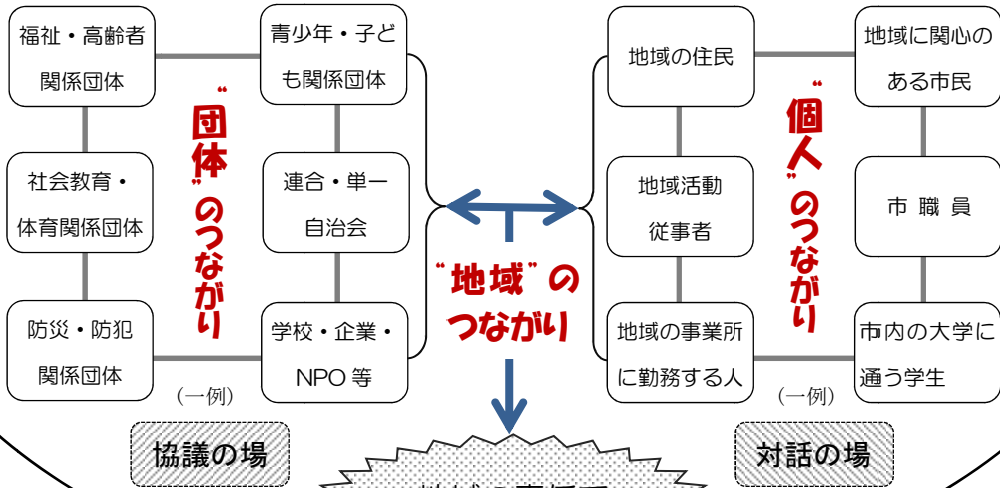 福祉・高齢者
関係団体
青少年・子ど
も関係団体
社会教育・
体育関係団体
連合・単一
自治会
防災・防犯
関係団体
学校・企業・
NPO 等
“団体”のつながり
(一例)
協議の場
“地域”の
つながり
地域の住民
地域に関心の
ある市民
地域活動
従事者
市 職 員
地域の事業所
に勤務する人
市内の大学に
通う学生
“個人”のつながり
(一例)
対話の場